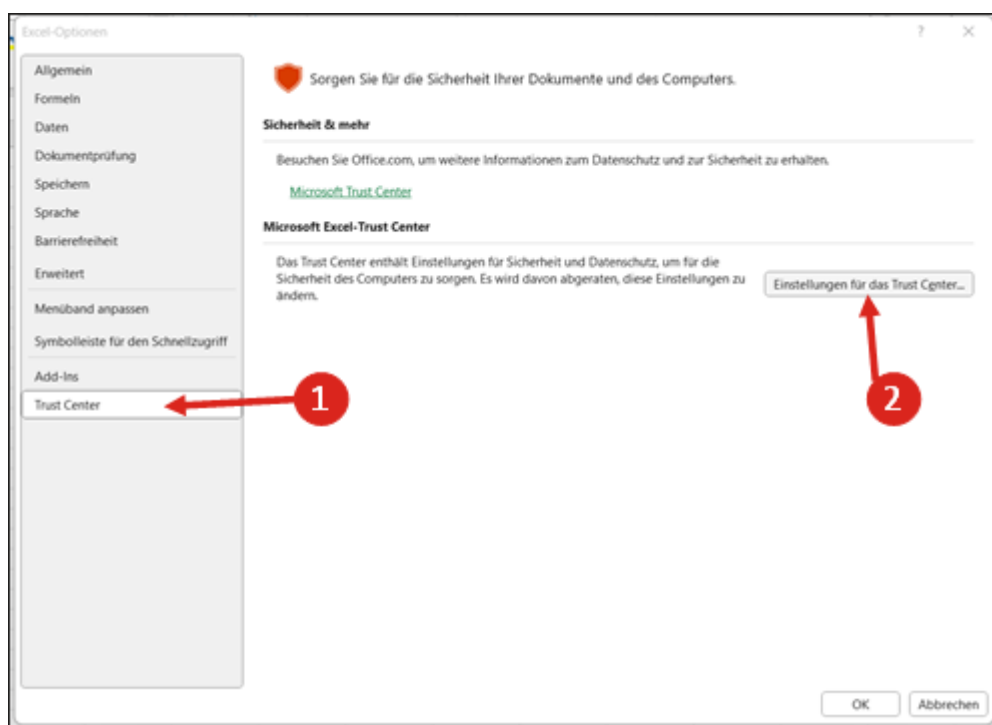 Excel-Optionen
Allgemein
Formeln
Daten
Dokumentprüfung
Speichern
Sprache
Barrierefreiheit
Erweitert
Menüband anpassen
Symbolleiste für den Schnellzugriff
Add-Ins
Trust Center
Sorgen Sie für die Sicherheit Ihrer Dokumente und des Computers.
Sicherheit & mehr
Besuchen Sie Office.com, um weitere Informationen zum Datenschutz und zur Sicherheit zu erhalten.
Microsoft Trust Center
Microsoft Excel-Trust Center
Das Trust Center enthält Einstellungen für Sicherheit und Datenschutz, um für die
Sicherheit des Computers zu sorgen. Es wird davon abgeraten, diese Einstellungen zu
ändern.
Einstellungen für das Trust Center...
1
2
OK
Abbrechen